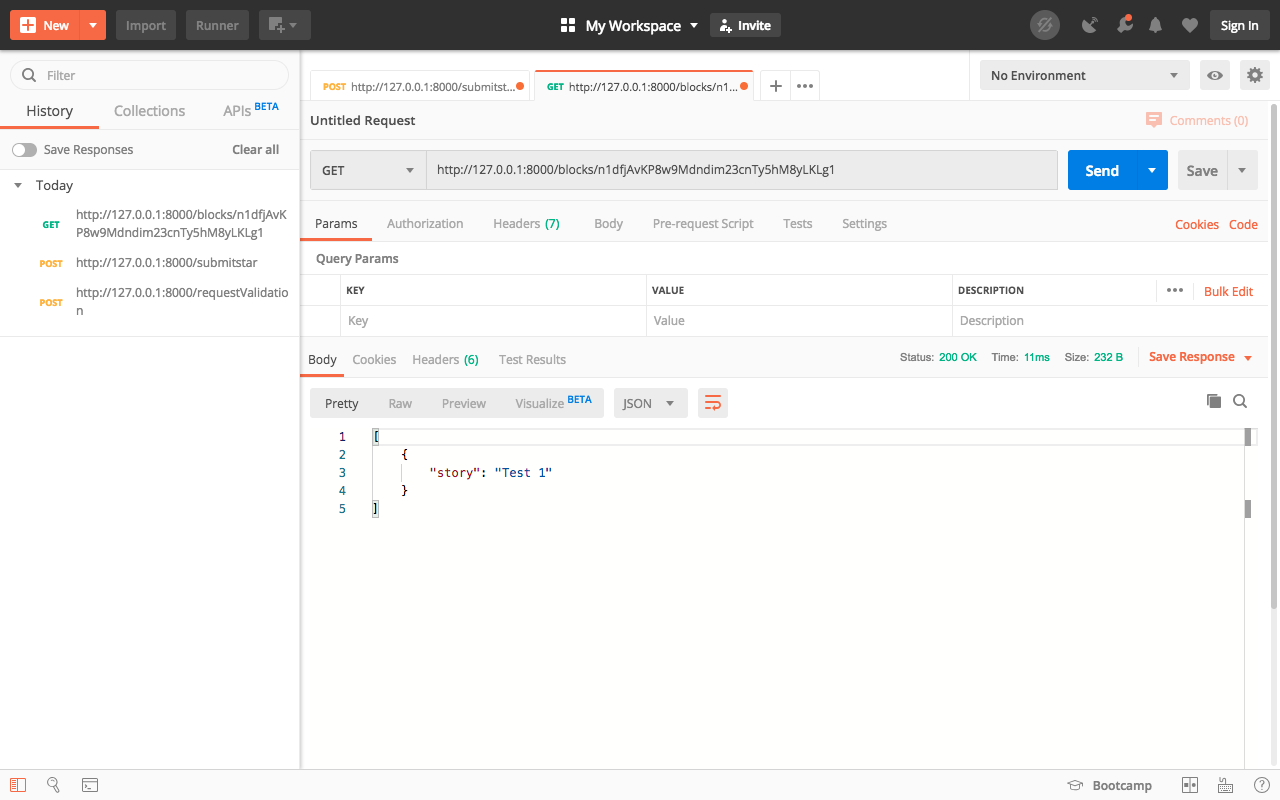 New Import Runner My Workspace Invite Sign In
Filter
History Collections APIs BETA
Save Responses Clear all
Today
GET http://127.0.0.1:8000/blocks/n1dfjAvK
P8w9Mdndim23cnTy5hM8yLKLg1
POST http://127.0.0.1:8000/submitstar
POST http://127.0.0.1:8000/requestValidatio
n
POST http://127.0.0.1:8000/submitst... GET http://127.0.0.1:8000/blocks/n1... No Environment
Untitled Request Comments (0)
GET http://127.0.0.1:8000/blocks/n1dfjAvKP8w9Mdndim23cnTy5hM8yLKLg1 Send Save
Params Authorization Headers (7) Body Pre-request Script Tests Settings Cookies Code
Query Params
KEY VALUE DESCRIPTION Bulk Edit
Key Value Description
Body Cookies Headers (6) Test Results Status: 200 OK Time: 11ms Size: 232 B Save Response
Pretty Raw Preview Visualize BETA JSON
1 [
2 {
3 "story": "Test 1"
4 }
5 ]
Bootcamp